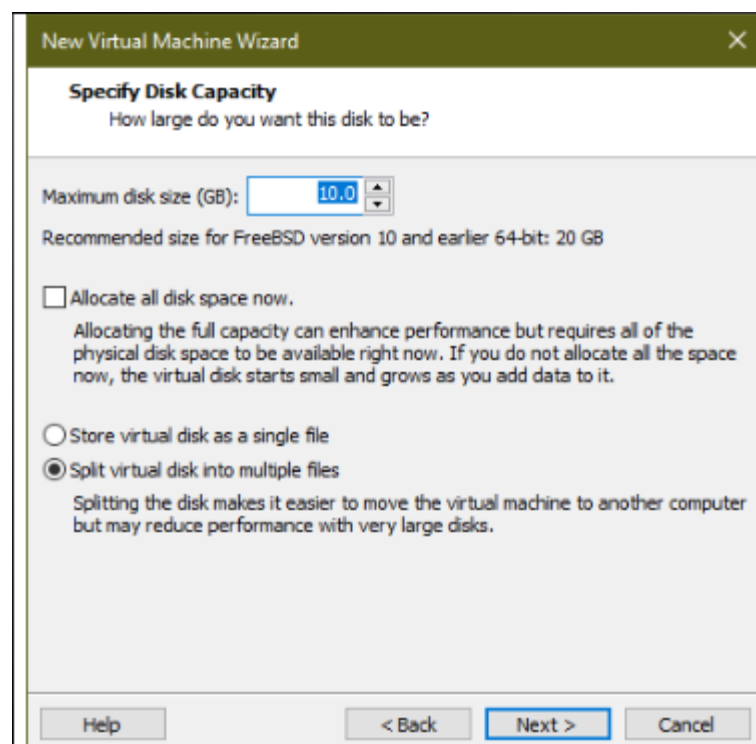 New Virtual Machine Wizard
Specify Disk Capacity
How large do you want this disk to be?
Maximum disk size (GB): 10.0
Recommended size for FreeBSD version 10 and earlier 64-bit: 20 GB
Allocate all disk space now.
Allocating the full capacity can enhance performance but requires all of the
physical disk space to be available right now. If you do not allocate all the space
now, the virtual disk starts small and grows as you add data to it.
Store virtual disk as a single file
Split virtual disk into multiple files
Splitting the disk makes it easier to move the virtual machine to another computer
but may reduce performance with very large disks.
Help < Back Next > Cancel